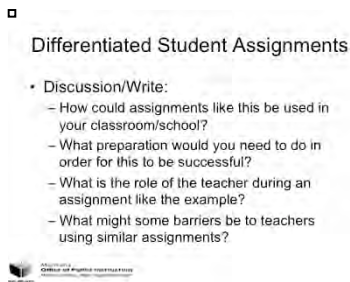 Differentiated Student Assignments
• Discussion/Write:
– How could assignments like this be used in
your classroom/school?
– What preparation would you need to do in
order for this to be successful?
– What is the role of the teacher during an
assignment like the example?
– What might some barriers be to teachers
using similar assignments?
Office of Public Instruction